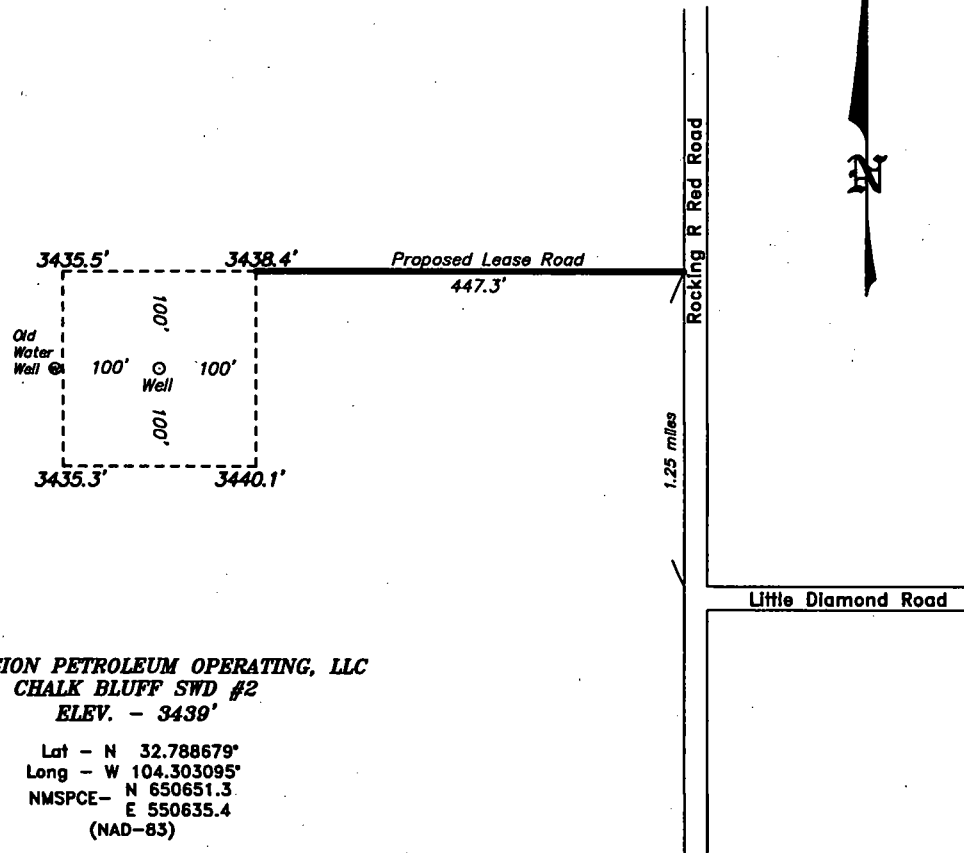 Rocking R Red Road
N
3435.5'
3438.4'
Proposed Lease Road
447.3'
100'
Old
Water
Well
W
100'
100'
Well
100'
3435.3'
3440.1'
1.25 miles
Little Diamond Road
ION PETROLEUM OPERATING, LLC
CHALK BLUFF SWD #2
ELEV. - 3439'
Lat - N 32.788679°
Long - W 104.303095°
NMSPCE- N 650651.3
E 550635.4
(NAD-83)